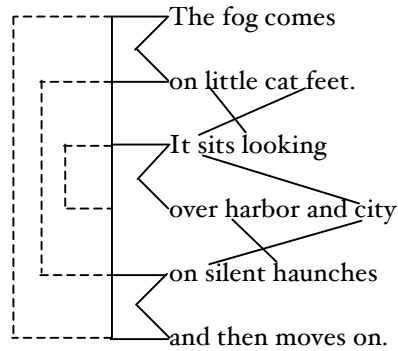 The fog comes
on little cat feet.
It sits looking
over harbor and city
on silent haunches
and then moves on.